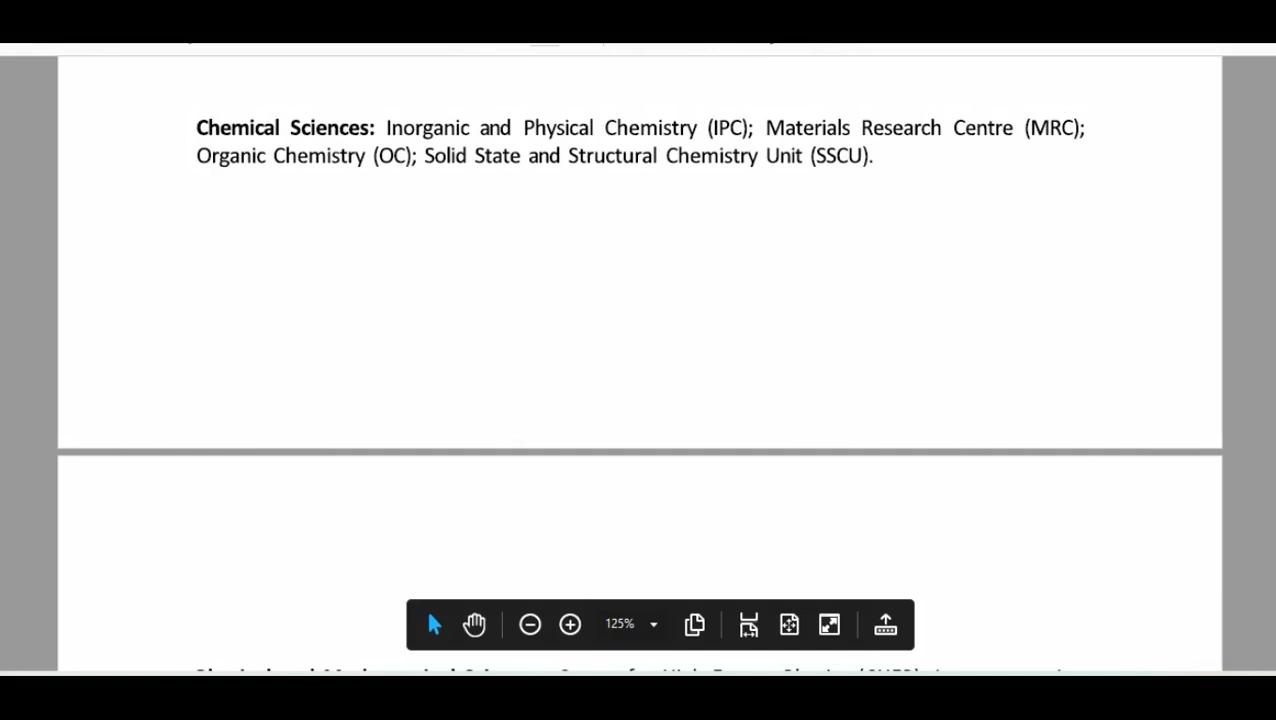 Chemical Sciences: Inorganic and Physical Chemistry (IPC); Materials Research Centre (MRC);
Organic Chemistry (OC); Solid State and Structural Chemistry Unit (SSCU).
125%